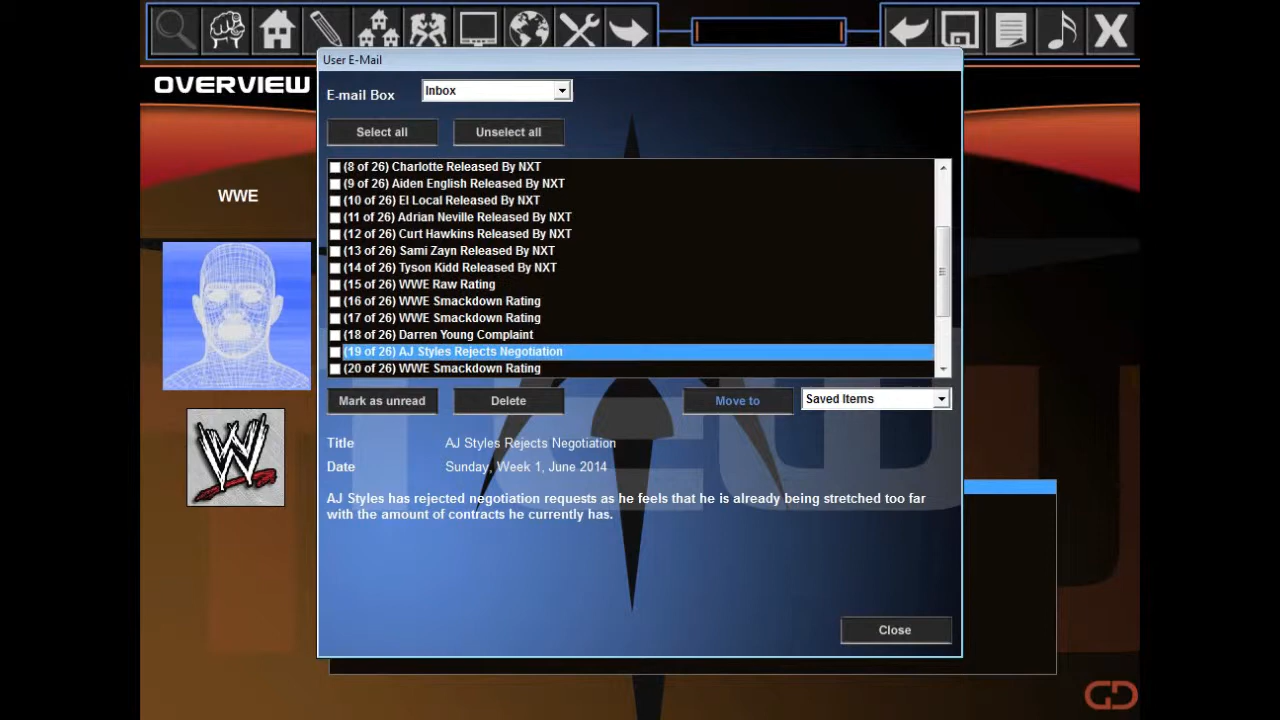 User E-Mail
OVERVIEW
E-mail Box
Inbox
Select all
Unselect all
WWE
(8 of 26) Charlotte Released By NXT
(9 of 26) Aiden English Released By NXT
(10 of 26) El Local Released By NXT
(11 of 26) Adrian Neville Released By NXT
(12 of 26) Curt Hawkins Released By NXT
(13 of 26) Sami Zayn Released By NXT
(14 of 26) Tyson Kidd Released By NXT
(15 of 26) WWE Raw Rating
(16 of 26) WWE Smackdown Rating
(17 of 26) WWE Smackdown Rating
(18 of 26) Darren Young Complaint
(19 of 26) AJ Styles Rejects Negotiation
(20 of 26) WWE Smackdown Rating
Mark as unread
Delete
Move to
Saved Items
Title
AJ Styles Rejects Negotiation
Date
Sunday, Week 1, June 2014
AJ Styles has rejected negotiation requests as he feels that he is already being stretched too far
with the amount of contracts he currently has.
Close